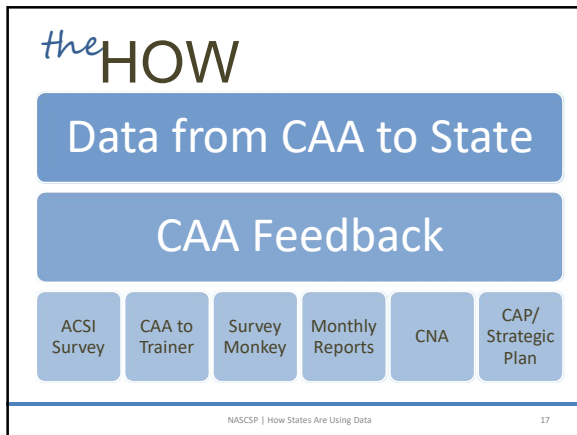 the HOW
Data from CAA to State
CAA Feedback
ACSI
Survey
CAA to
Trainer
Survey
Monkey
Monthly
Reports
CNA
CAP/
Strategic
Plan
NASCSP | How States Are Using Data
17